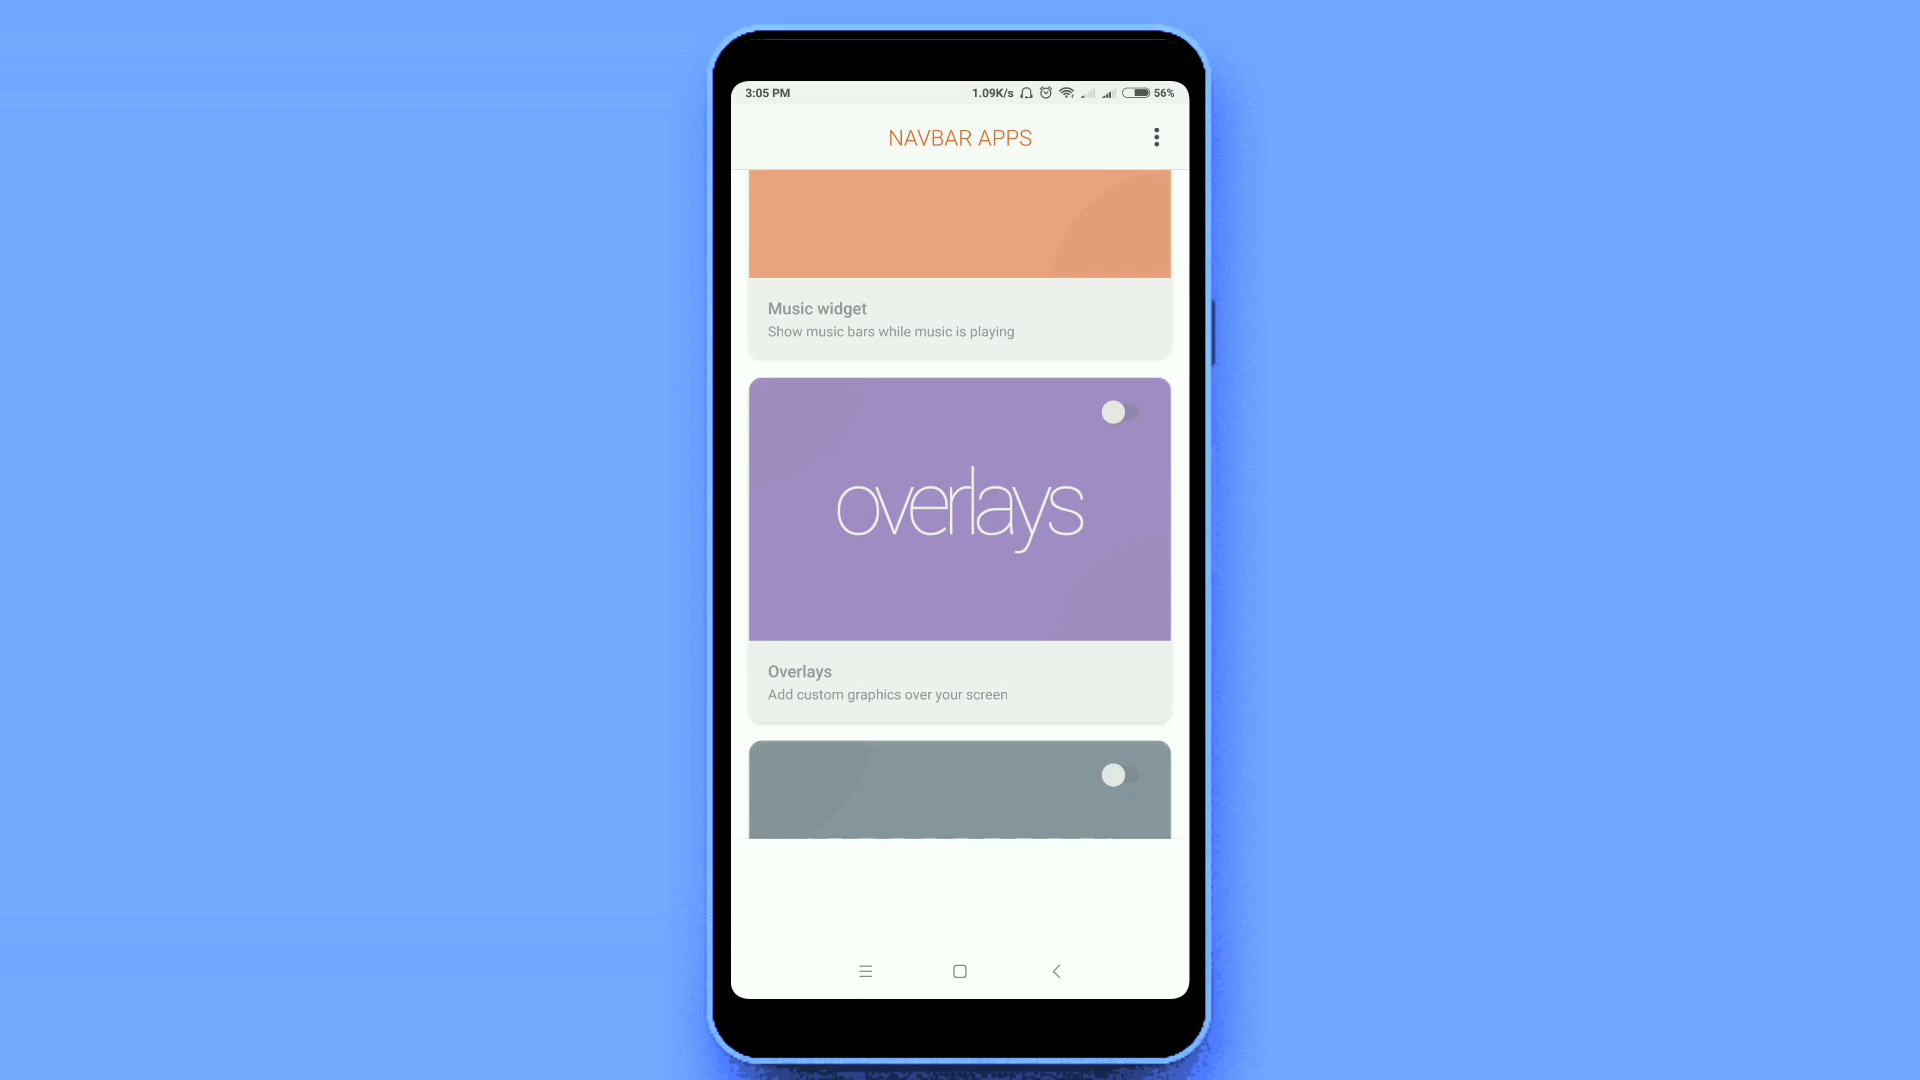 3:05 PM 1.09K/s 56%
NAVBAR APPS
Music widget
Show music bars while music is playing
overlays
Overlays
Add custom graphics over your screen